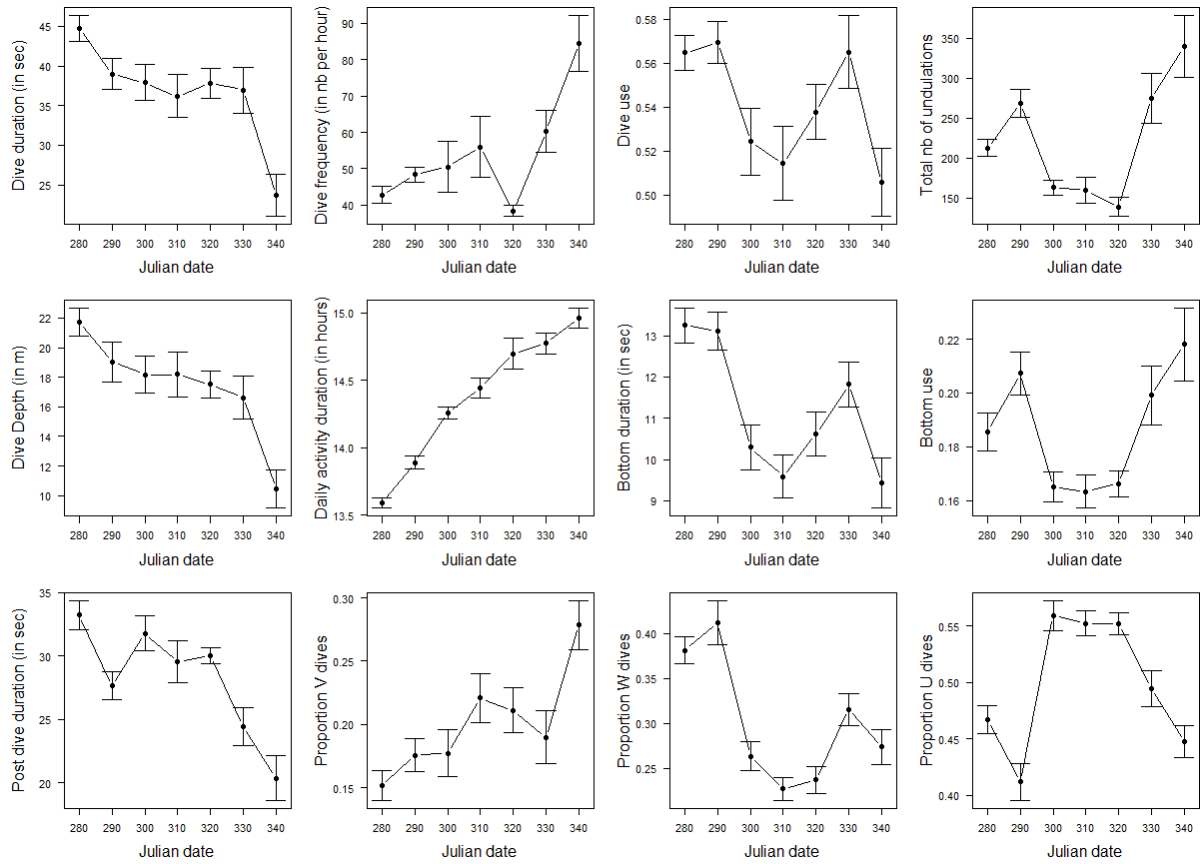 Dive duration (in sec)
45
40
35
30
25
280 290 300 310 320 330 340
Julian date
Dive frequency (in nb per hour)
90
80
70
60
50
40
280 290 300 310 320 330 340
Julian date
Dive use
0.58
0.56
0.54
0.52
0.50
280 290 300 310 320 330 340
Julian date
Total nb of undulations
350
300
250
200
150
280 290 300 310 320 330 340
Julian date
Dive Depth (in m)
22
20
18
16
14
12
10
280 290 300 310 320 330 340
Julian date
Daily activity duration (in hours)
15.0
14.5
14.0
13.5
280 290 300 310 320 330 340
Julian date
Bottom duration (in sec)
13
12
11
10
9
280 290 300 310 320 330 340
Julian date
Bottom use
0.22
0.20
0.18
0.16
280 290 300 310 320 330 340
Julian date
Post dive duration (in sec)
35
30
25
20
280 290 300 310 320 330 340
Julian date
Proportion V dives
0.30
0.25
0.20
0.15
280 290 300 310 320 330 340
Julian date
Proportion W dives
0.40
0.35
0.30
0.25
280 290 300 310 320 330 340
Julian date
Proportion U dives
0.55
0.50
0.45
0.40
280 290 300 310 320 330 340
Julian date